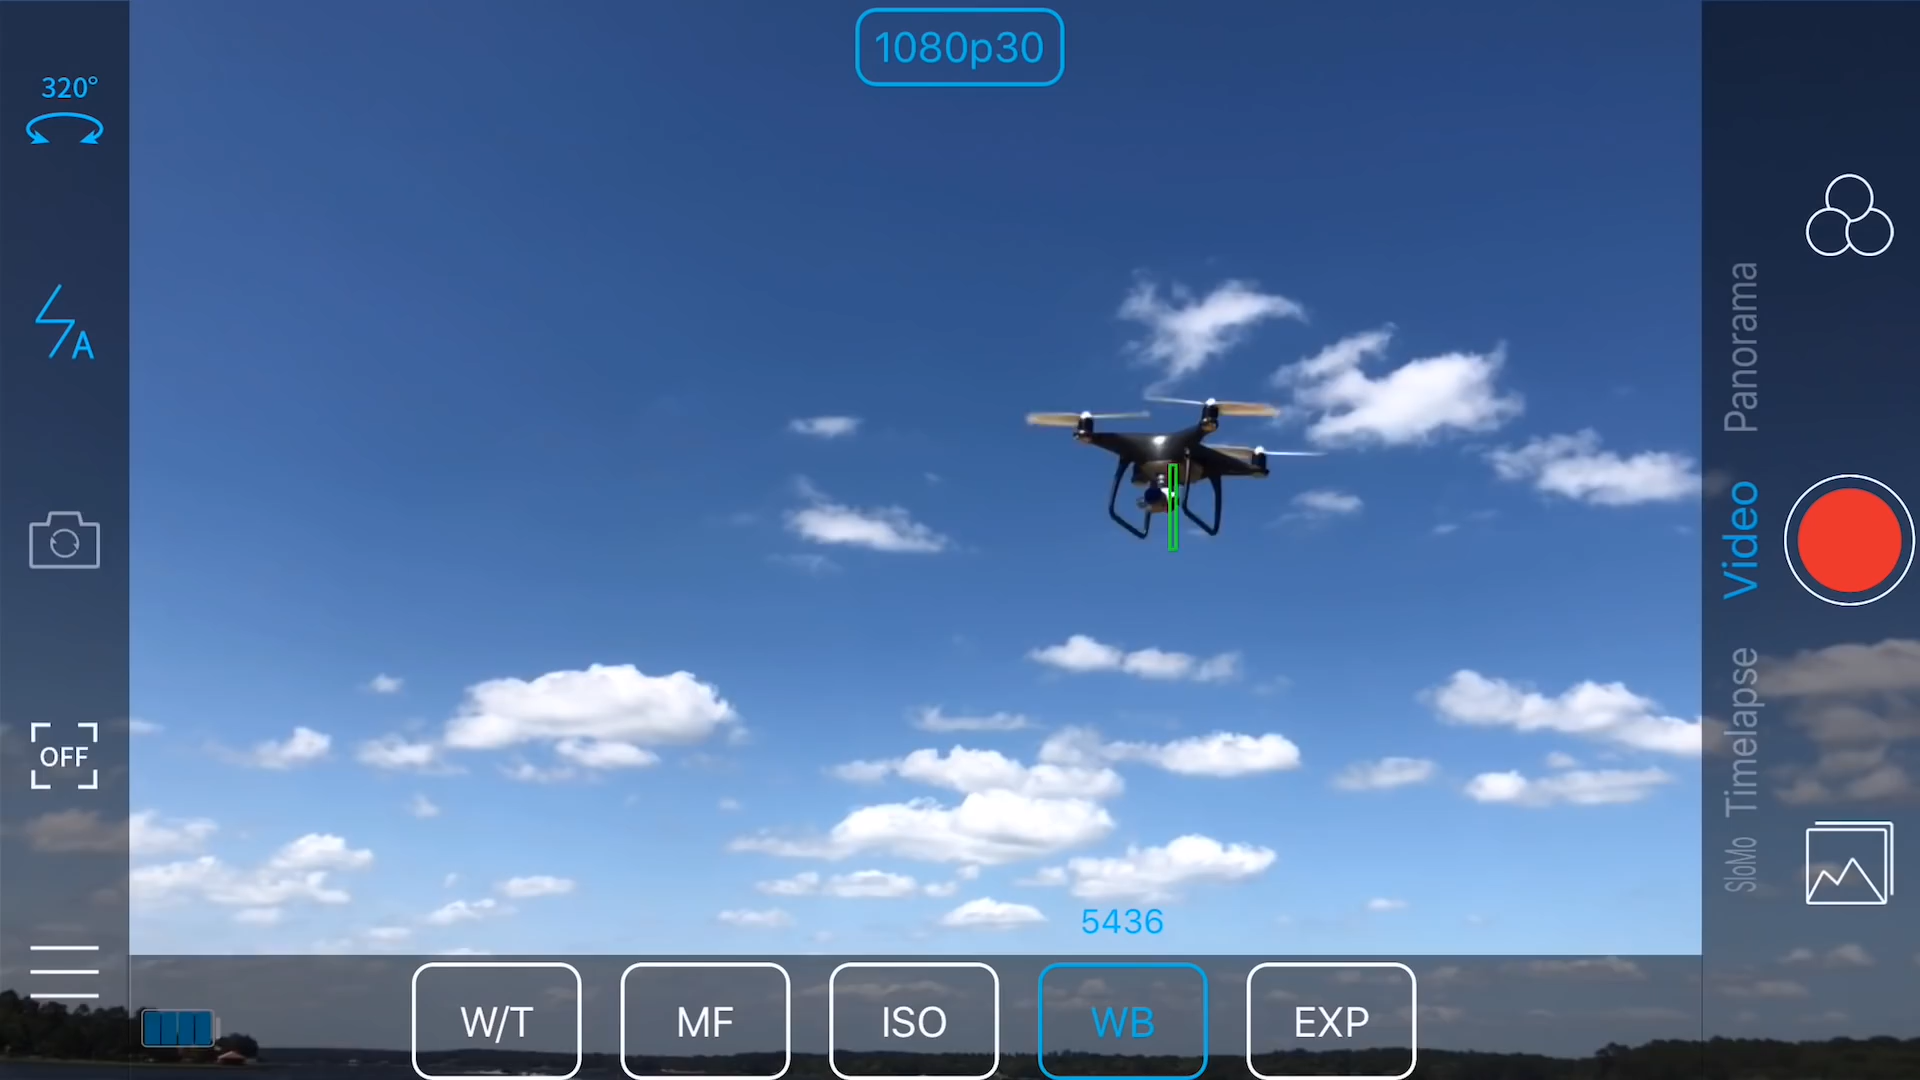 1080p30
320°
A
OFF
Panorama
Video
Timelapse
SloMo
5436
W/T
MF
ISO
WB
EXP